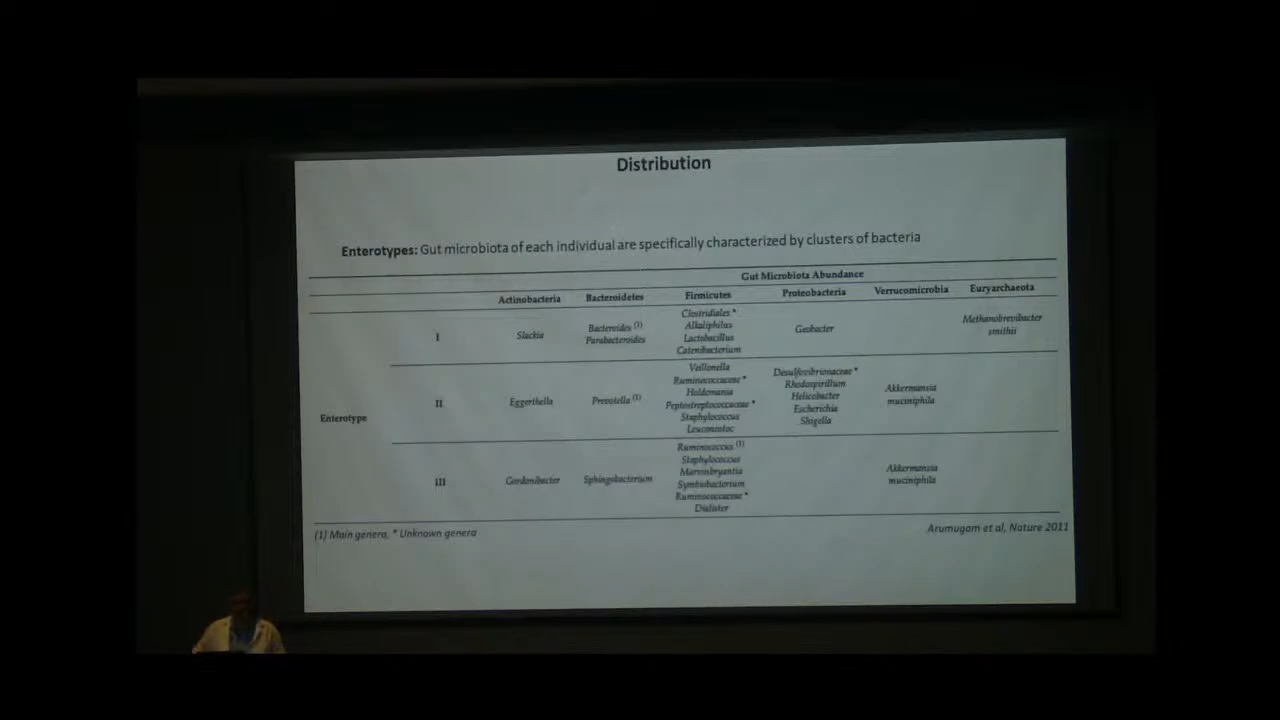 Distribution
Enterotypes: Gut microbiota of each individual are specifically characterized by clusters of bacteria
Gut Microbiota Abundance
Actinobacteria Bacteroidetes Firmicutes Proteobacteria Verrucomicrobia Euryarchaeota
Enterotype
I
Slackia
Bacteroides (1)
Parabacteroides
Clostridiales *
Alkaliphilus
Lactobacillus
Catenibacterium
Geobacter
Methanobrevibacter
smithii
II
Eggerthella
Prevotella (1)
Veillonella
Ruminococcaceae *
Holdemania
Peptostreptococcaceae *
Staphylococcus
Leuconostoc
Desulfovibrionaceae *
Rhodospirillum
Helicobacter
Escherichia
Shigella
Akkermansia
muciniphila
III
Gordonibacter
Sphingobacterium
Ruminococcus (1)
Staphylococcus
Marvinbryantia
Symbiobacterium
Ruminococcaceae *
Dialister
Akkermansia
muciniphila
(1) Main genera, * Unknown genera
Arumugam et al, Nature 2011